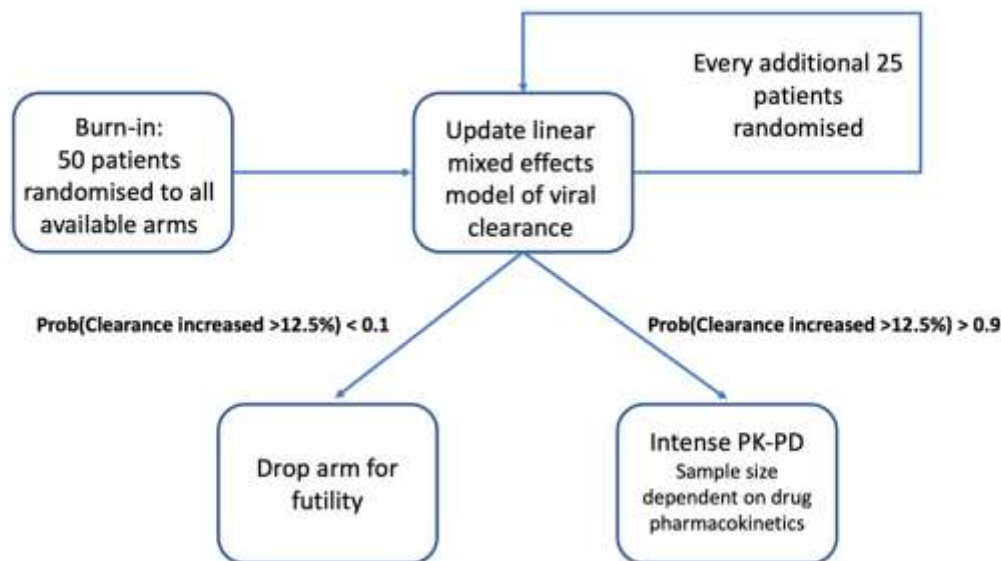 Burn-in:
50 patients
randomised to all
available arms
Update linear
mixed effects
model of viral
clearance
Every additional 25
patients
randomised
Prob(Clearance increased >12.5%) < 0.1
Prob(Clearance increased >12.5%) > 0.9
Drop arm for
futility
Intense PK-PD
Sample size
dependent on drug
pharmacokinetics